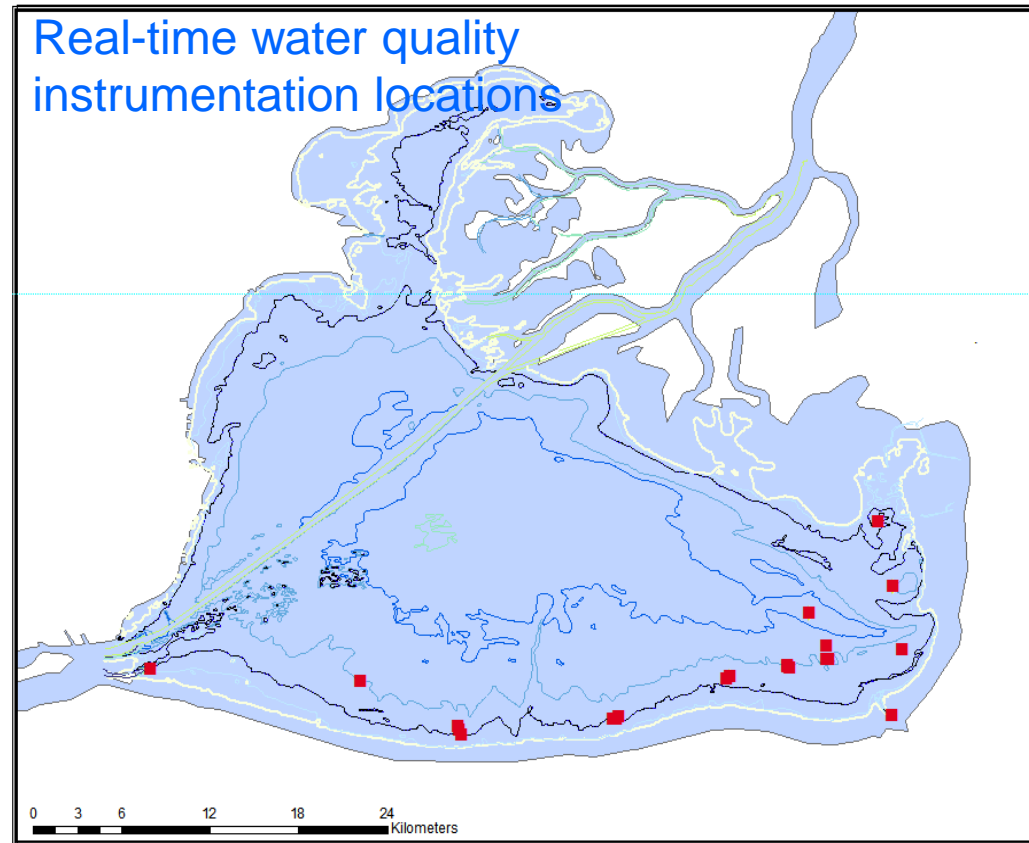 Real-time water quality
instrumentation locations
0 3 6 12 18 24
Kilometers